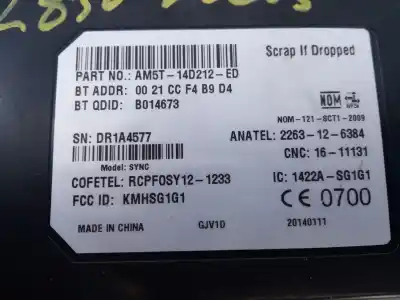 Scrap If Dropped
PART NO.: AM5T-14D212-ED
BT ADDR: 00 21 CC F4 B9 D4
BT QDID: B014673
NOM
NOM-121-SCT1-2009
SN: DR1A4577
ANATEL: 2263-12-6384
Model: SYNC
CNC: 16-11131
COFETEL: RCPFOSY12-1233
IC: 1422A-SG1G1
FCC ID: KMHSG1G1
CE 0700
MADE IN CHINA
GJV10
20140111